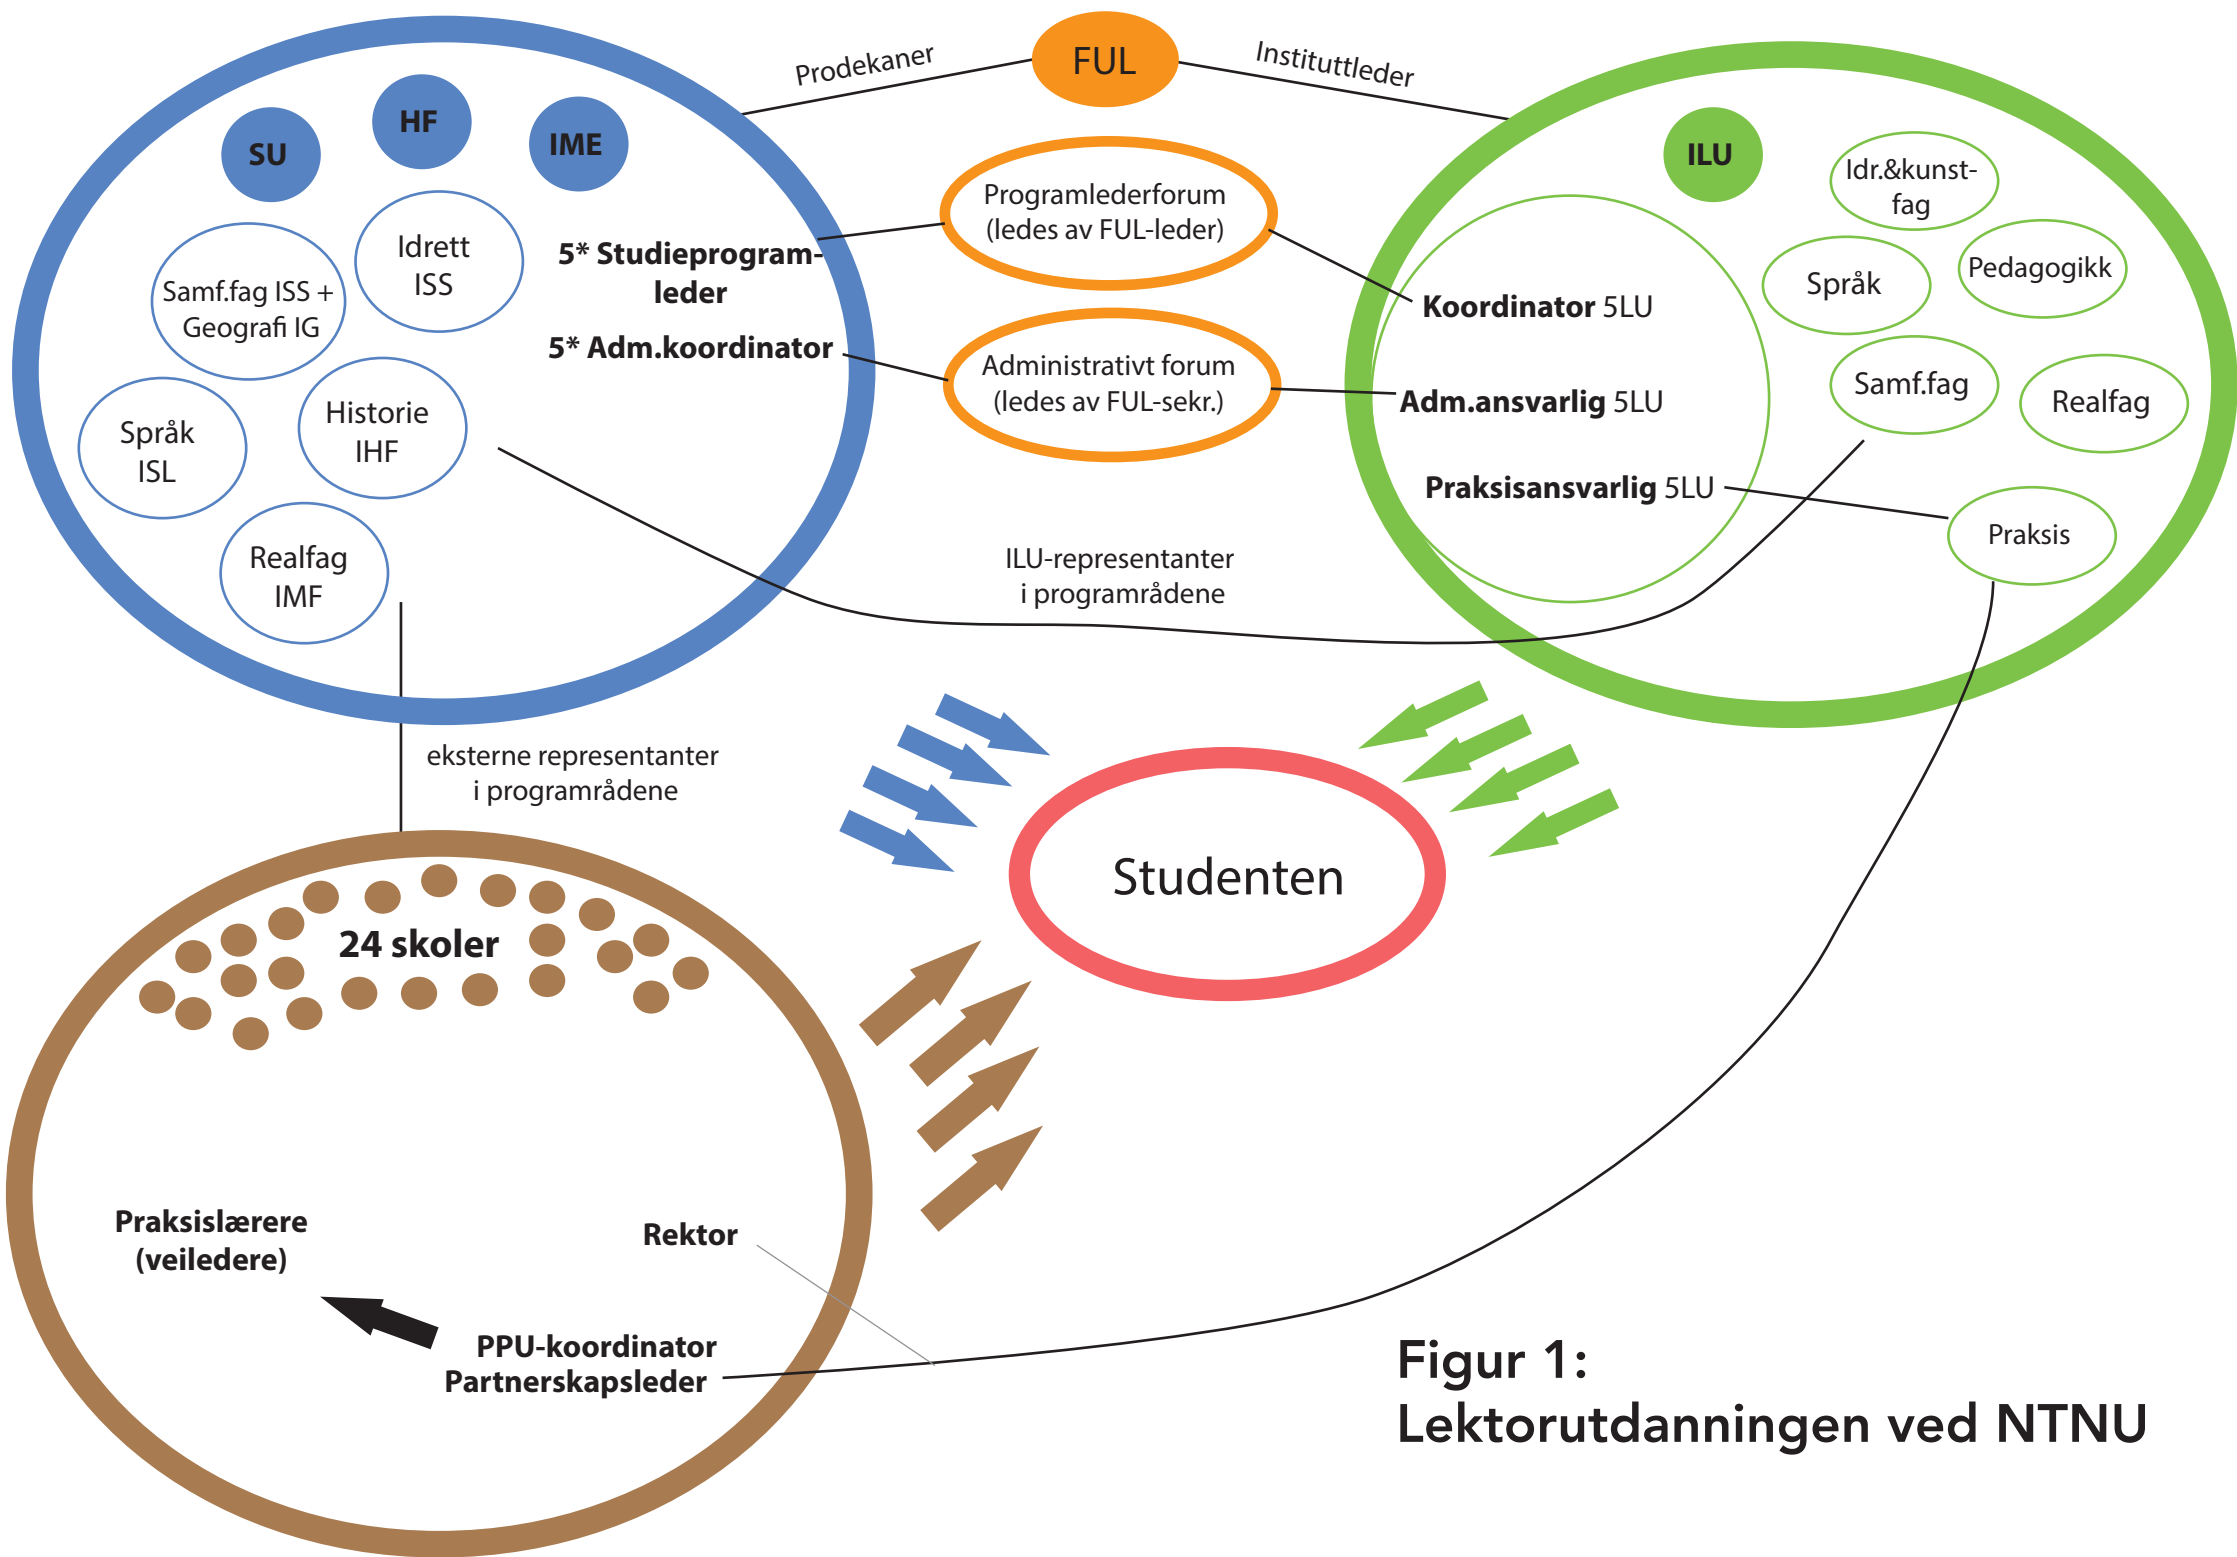 Prodekaner
FUL
Instituttleder
SU
HF
IME
Samf.fag ISS +
Geografi IG
Idrett
ISS
Språk
ISL
Historie
IHF
Realfag
IMF
5* Studieprogram-
leder
5* Adm.koordinator
Programlederforum
(ledes av FUL-leder)
Administrativt forum
(ledes av FUL-sekr.)
ILU
Idr.&kunst-
fag
Språk
Pedagogikk
Samf.fag
Realfag
Praksis
Koordinator 5LU
Adm.ansvarlig 5LU
Praksisansvarlig 5LU
ILU-representanter
i programrådene
eksterne representanter
i programrådene
Studenten
24 skoler
Praksislærere
(veiledere)
Rektor
PPU-koordinator
Partnerskapsleder
Figur 1:
Lektorutdanningen ved NTNU